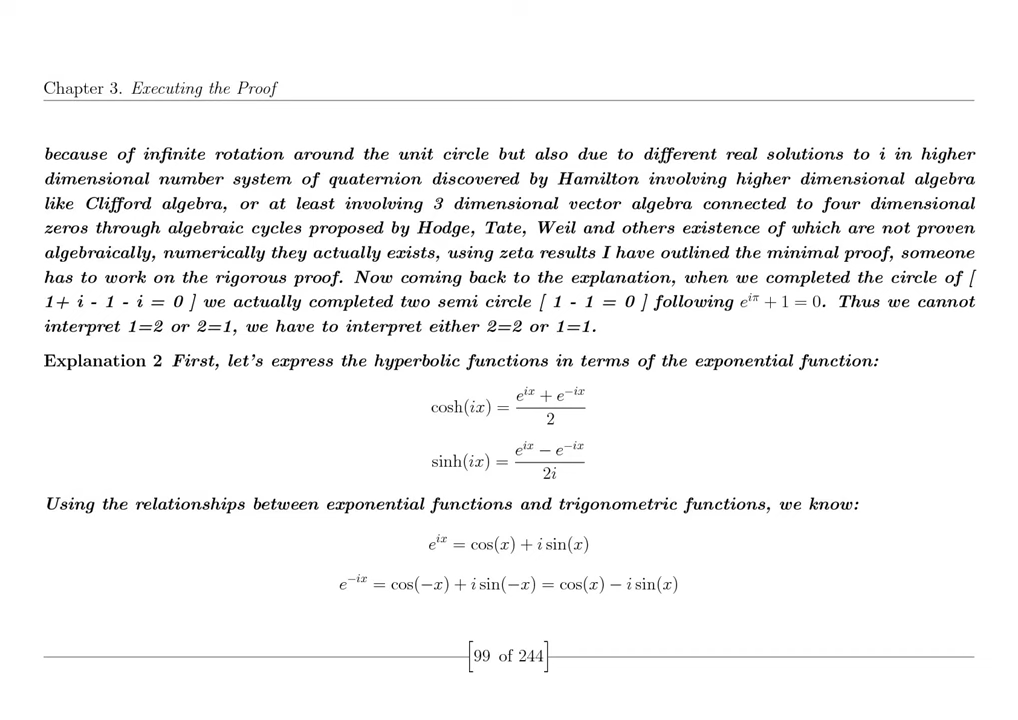 Chapter 3. Executing the Proof
because of infinite rotation around the unit circle but also due to different real solutions to i in higher
dimensional number system of quaternion discovered by Hamilton involving higher dimensional algebra
like Clifford algebra, or at least involving 3 dimensional vector algebra connected to four dimensional
zeros through algebraic cycles proposed by Hodge, Tate, Weil and others existence of which are not proven
algebraically, numerically they actually exists, using zeta results I have outlined the minimal proof, someone
has to work on the rigorous proof. Now coming back to the explanation, when we completed the circle of [
1+ i - 1 - i = 0 ] we actually completed two semi circle [ 1 - 1 = 0 ] following e^{iπ} + 1 = 0. Thus we cannot
interpret 1=2 or 2=1, we have to interpret either 2=2 or 1=1.
Explanation 2 First, let's express the hyperbolic functions in terms of the exponential function:
cosh(ix) = \frac{e^{ix} + e^{−ix}}{2}
sinh(ix) = \frac{e^{ix} − e^{−ix}}{2i}
Using the relationships between exponential functions and trigonometric functions, we know:
e^{ix} = cos(x) + i sin(x)
e^{−ix} = cos(−x) + i sin(−x) = cos(x) − i sin(x)
[99 of 244]